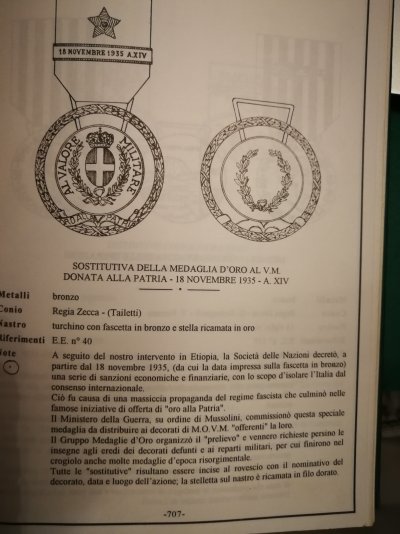 18 NOVEMBRE 1935 A.XIV
AL VALORE MILITARE
SOSTITUTIVA DELLA MEDAGLIA D'ORO AL V.M.
DONATA ALLA PATRIA - 18 NOVEMBRE 1935 - A. XIV
Metalli bronzo
Conio Regia Zecca - (Tailetti)
Nastro turchino con fascetta in bronzo e stella ricamata in oro
Riferimenti E.E. n° 40
Note A seguito del nostro intervento in Etiopia, la Società delle Nazioni decretò, a
partire dal 18 novembre 1935, (da cui la data impressa sulla fascetta in bronzo)
una serie di sanzioni economiche e finanziarie, con lo scopo d'isolare l'Italia dal
consenso internazionale.
Ciò fu causa di una massiccia propaganda del regime fascista che culminò nelle
famose iniziative di offerta di "oro alla Patria".
Il Ministero della Guerra, su ordine di Mussolini, commissionò questa speciale
medaglia da distribuire ai decorati di M.O.V.M. "offerenti" la loro.
Il Gruppo Medaglie d'Oro organizzò il "prelievo" e vennero richieste persino le
insegne agli eredi dei decorati defunti e ai reparti militari, per cui finirono nel
crogiolo anche molte medaglie d'epoca risorgimentale.
Tutte le "sostitutive" risultano essere incise al rovescio con il nominativo del
decorato, data e luogo dell'azione; la stelletta sul nastro è ricamata in filo dorato.
-707-